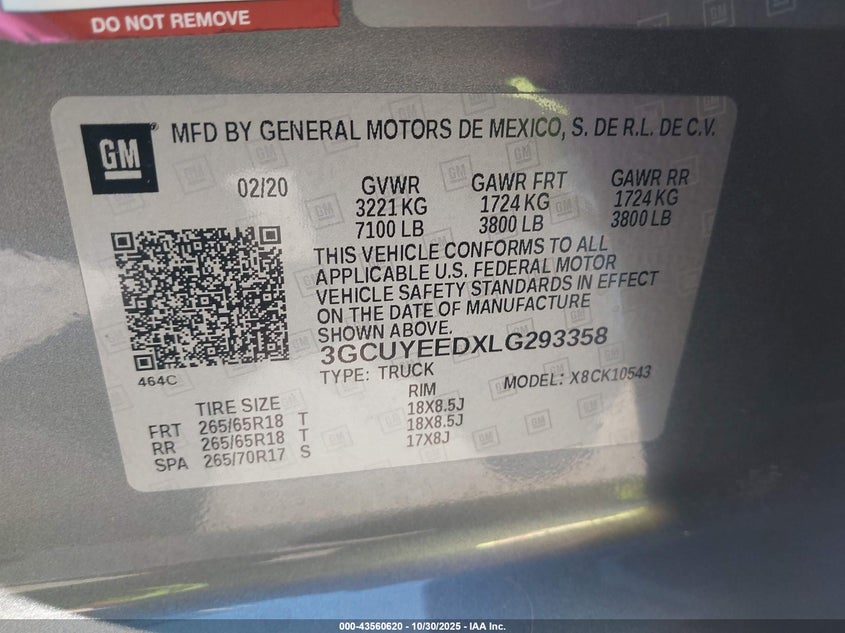 DO NOT REMOVE
GM
MFD BY GENERAL MOTORS DE MEXICO, S. DE R.L. DE C.V.
02/20 GVWR GAWR FRT GAWR RR
3221 KG 1724 KG 1724 KG
7100 LB 3800 LB 3800 LB
THIS VEHICLE CONFORMS TO ALL
APPLICABLE U.S. FEDERAL MOTOR
VEHICLE SAFETY STANDARDS IN EFFECT
ON THE DATE OF MANUFACTURE
SHOWN ABOVE.
3GCUYEEDXLG293358
464C
TYPE: TRUCK MODEL: X8CK10543
TIRE SIZE RIM
FRT 265/65R18 T 18X8.5J
RR 265/65R18 T 18X8.5J
SPA 265/70R17 S 17X8J
000-43560620 - 10/30/2025 - IAA Inc.